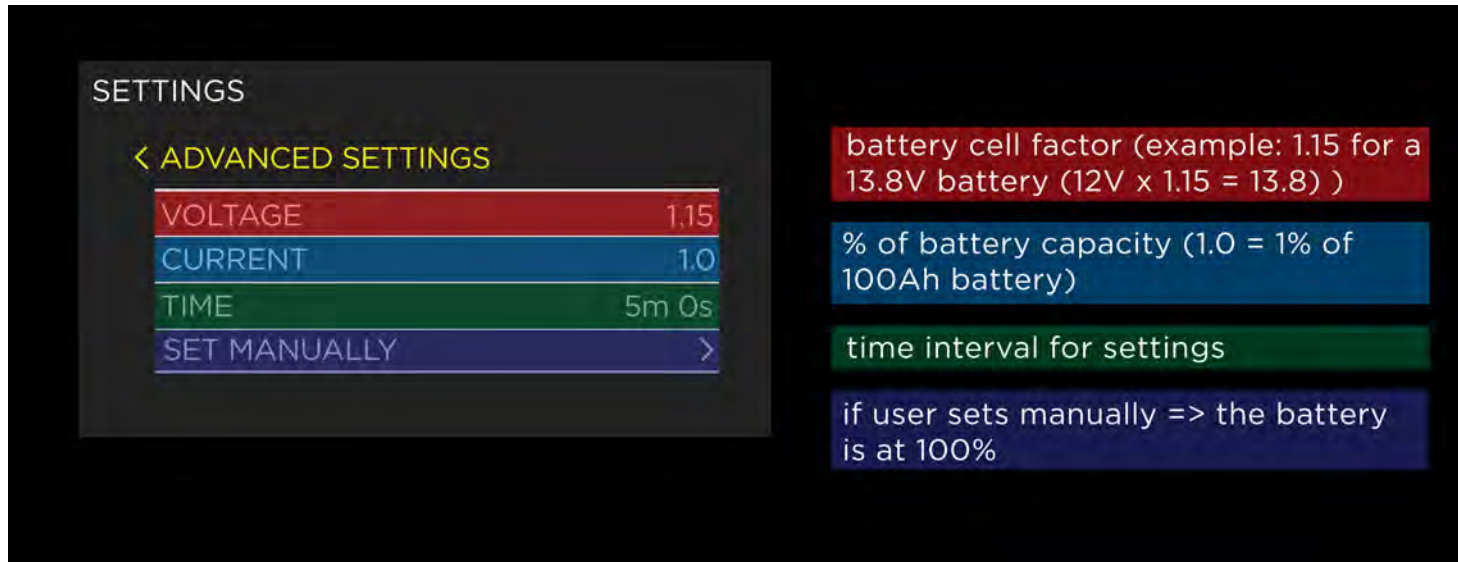 SETTINGS
< ADVANCED SETTINGS
VOLTAGE 1.15
CURRENT 1.0
TIME 5m 0s
SET MANUALLY >
battery cell factor (example: 1.15 for a
13.8V battery (12V x 1.15 = 13.8) )
% of battery capacity (1.0 = 1% of
100Ah battery)
time interval for settings
if user sets manually => the battery
is at 100%